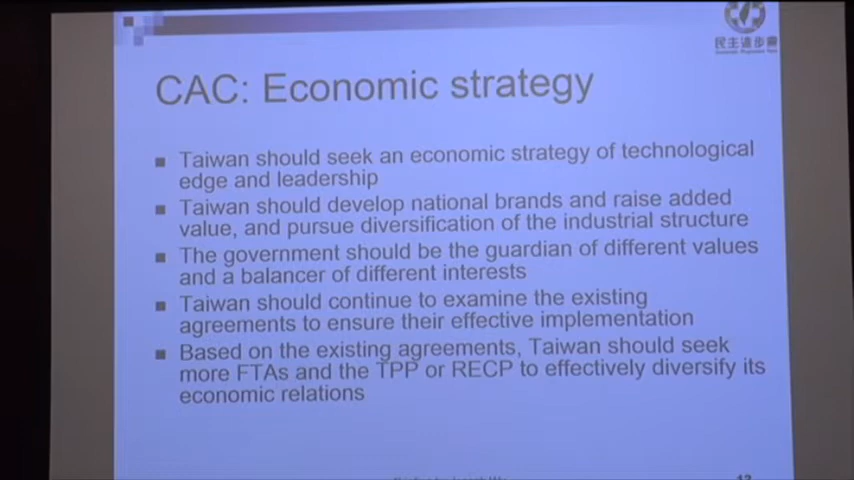 民主進步黨
CAC: Economic strategy
Taiwan should seek an economic strategy of technological
edge and leadership
Taiwan should develop national brands and raise added
value, and pursue diversification of the industrial structure
The government should be the guardian of different values
and a balancer of different interests
Taiwan should continue to examine the existing
agreements to ensure their effective implementation
Based on the existing agreements, Taiwan should seek
more FTAs and the TPP or RECP to effectively diversify its
economic relations